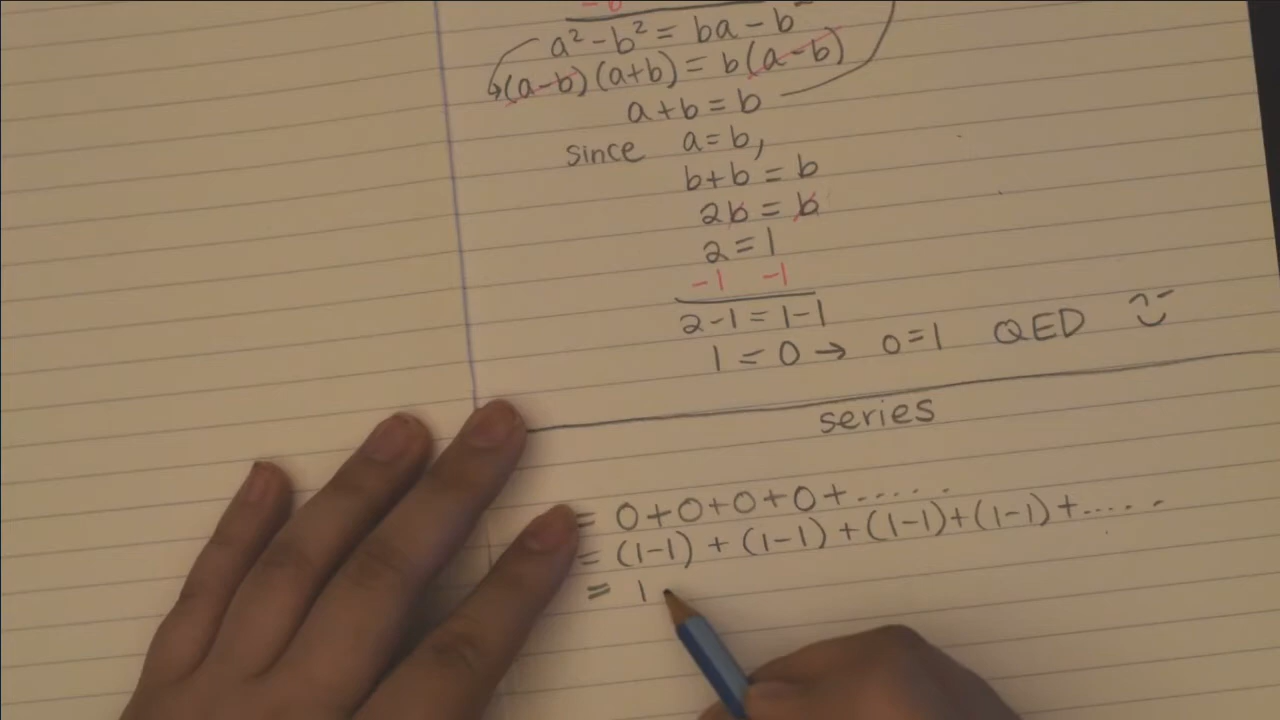 a² - b² = ba - b²
(a-b)(a+b) = b(a-b)
a+b = b
since a=b,
b+b = b
2b = b
2 = 1
-1 -1
2-1 = 1-1
1 = 0 → 0=1 QED
series
= 0+0+0+0+......
= (1-1) + (1-1) + (1-1)+(1-1)+.....
= 1